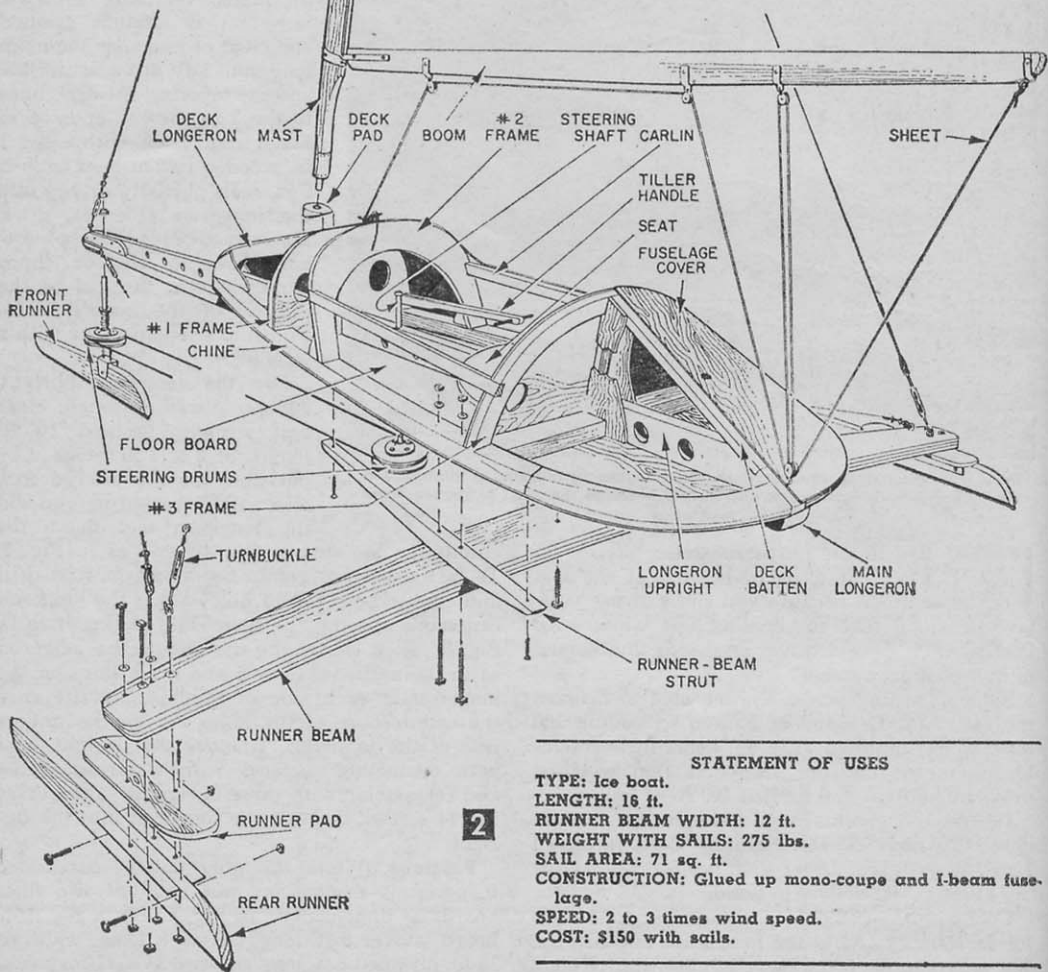 DECK LONGERON
MAST
DECK PAD
BOOM
#2 FRAME
STEERING SHAFT
CARLIN
SHEET
TILLER HANDLE
SEAT
FUSELAGE COVER
FRONT RUNNER
#1 FRAME
CHINE
FLOOR BOARD
STEERING DRUMS
#3 FRAME
TURNBUCKLE
LONGERON UPRIGHT
DECK BATTEN
MAIN LONGERON
RUNNER-BEAM STRUT
RUNNER BEAM
RUNNER PAD
REAR RUNNER
2
STATEMENT OF USES
TYPE: Ice boat.
LENGTH: 16 ft.
RUNNER BEAM WIDTH: 12 ft.
WEIGHT WITH SAILS: 275 lbs.
SAIL AREA: 71 sq. ft.
CONSTRUCTION: Glued up mono-coupe and I-beam fuse-
lage.
SPEED: 2 to 3 times wind speed.
COST: $150 with sails.